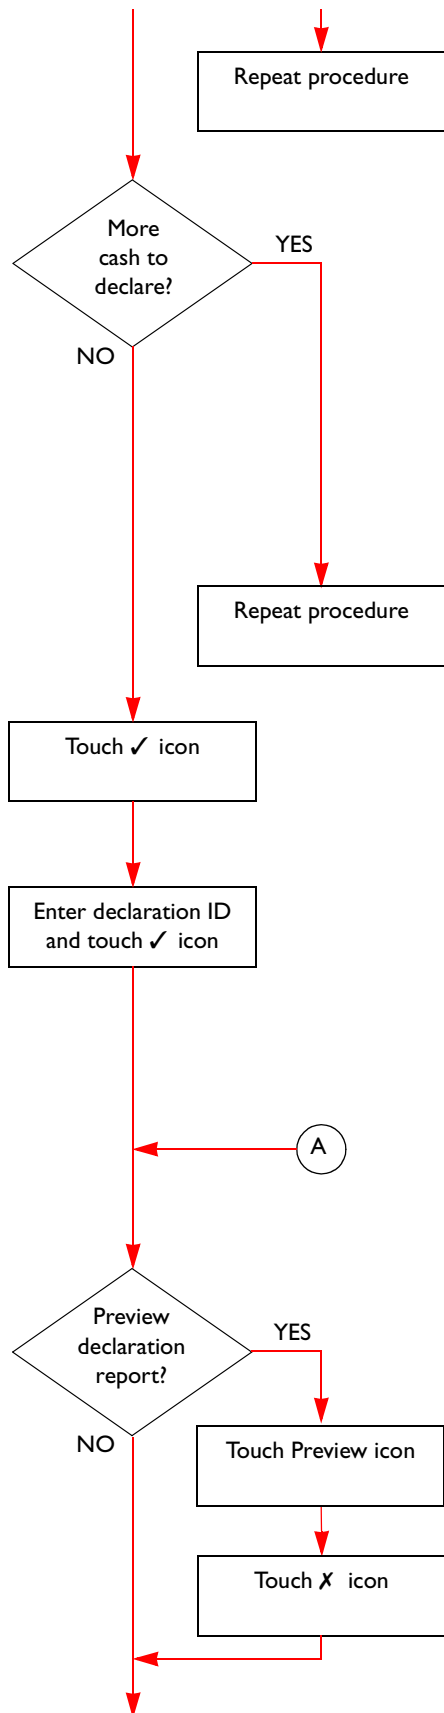 Repeat procedure
More
cash to
declare?
YES
NO
Repeat procedure
Touch ✓ icon
Enter declaration ID
and touch ✓ icon
A
Preview
declaration
report?
YES
NO
Touch Preview icon
Touch ✗ icon